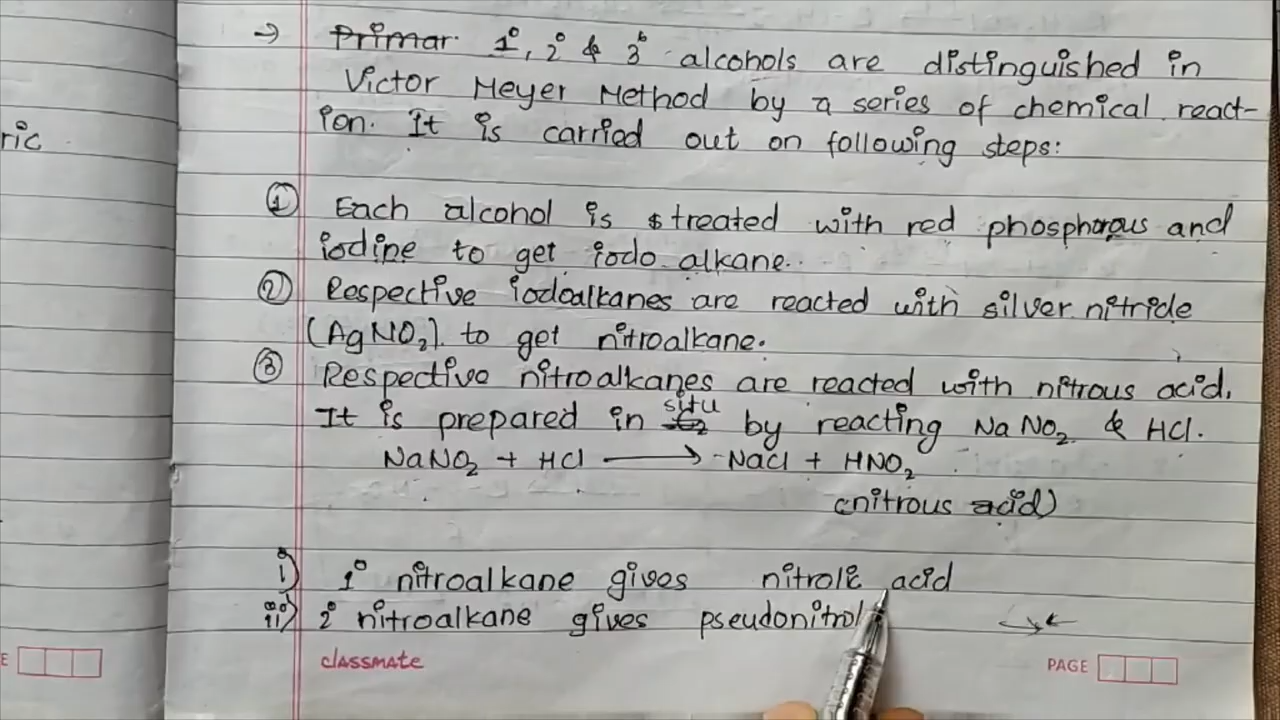 ric
→ Primar 1°, 2° & 3° alcohols are distinguished in
Victor Meyer Method by a series of chemical react-
ion. It is carried out on following steps:
① Each alcohol is treated with red phosphorous and
iodine to get iodo alkane.
② Respective iodoalkanes are reacted with silver nitride
(AgNO₂) to get nitroalkane.
③ Respective nitroalkanes are reacted with nitrous acid.
It is prepared in situ by reacting NaNO₂ & HCl.
NaNO₂ + HCl ⟶ NaCl + HNO₂
(nitrous acid)
i) 1° nitroalkane gives nitrolic acid
ii) 2° nitroalkane gives pseudonitrol
E classmate PAGE